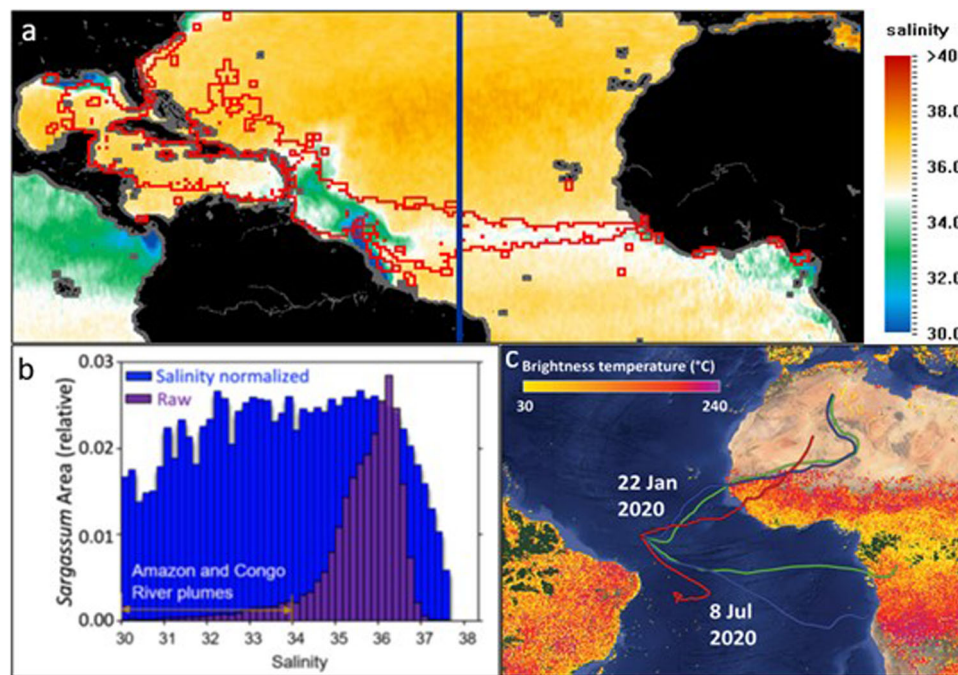 a
salinity
>40
38.0
36.0
34.0
32.0
30.0
b
0.03
0.02
0.01
0.00
Sargassum Area (relative)
Salinity normalized
Raw
Amazon and Congo
River plumes
30 31 32 33 34 35 36 37 38
Salinity
c
Brightness temperature (°C)
30 240
22 Jan
2020
8 Jul
2020